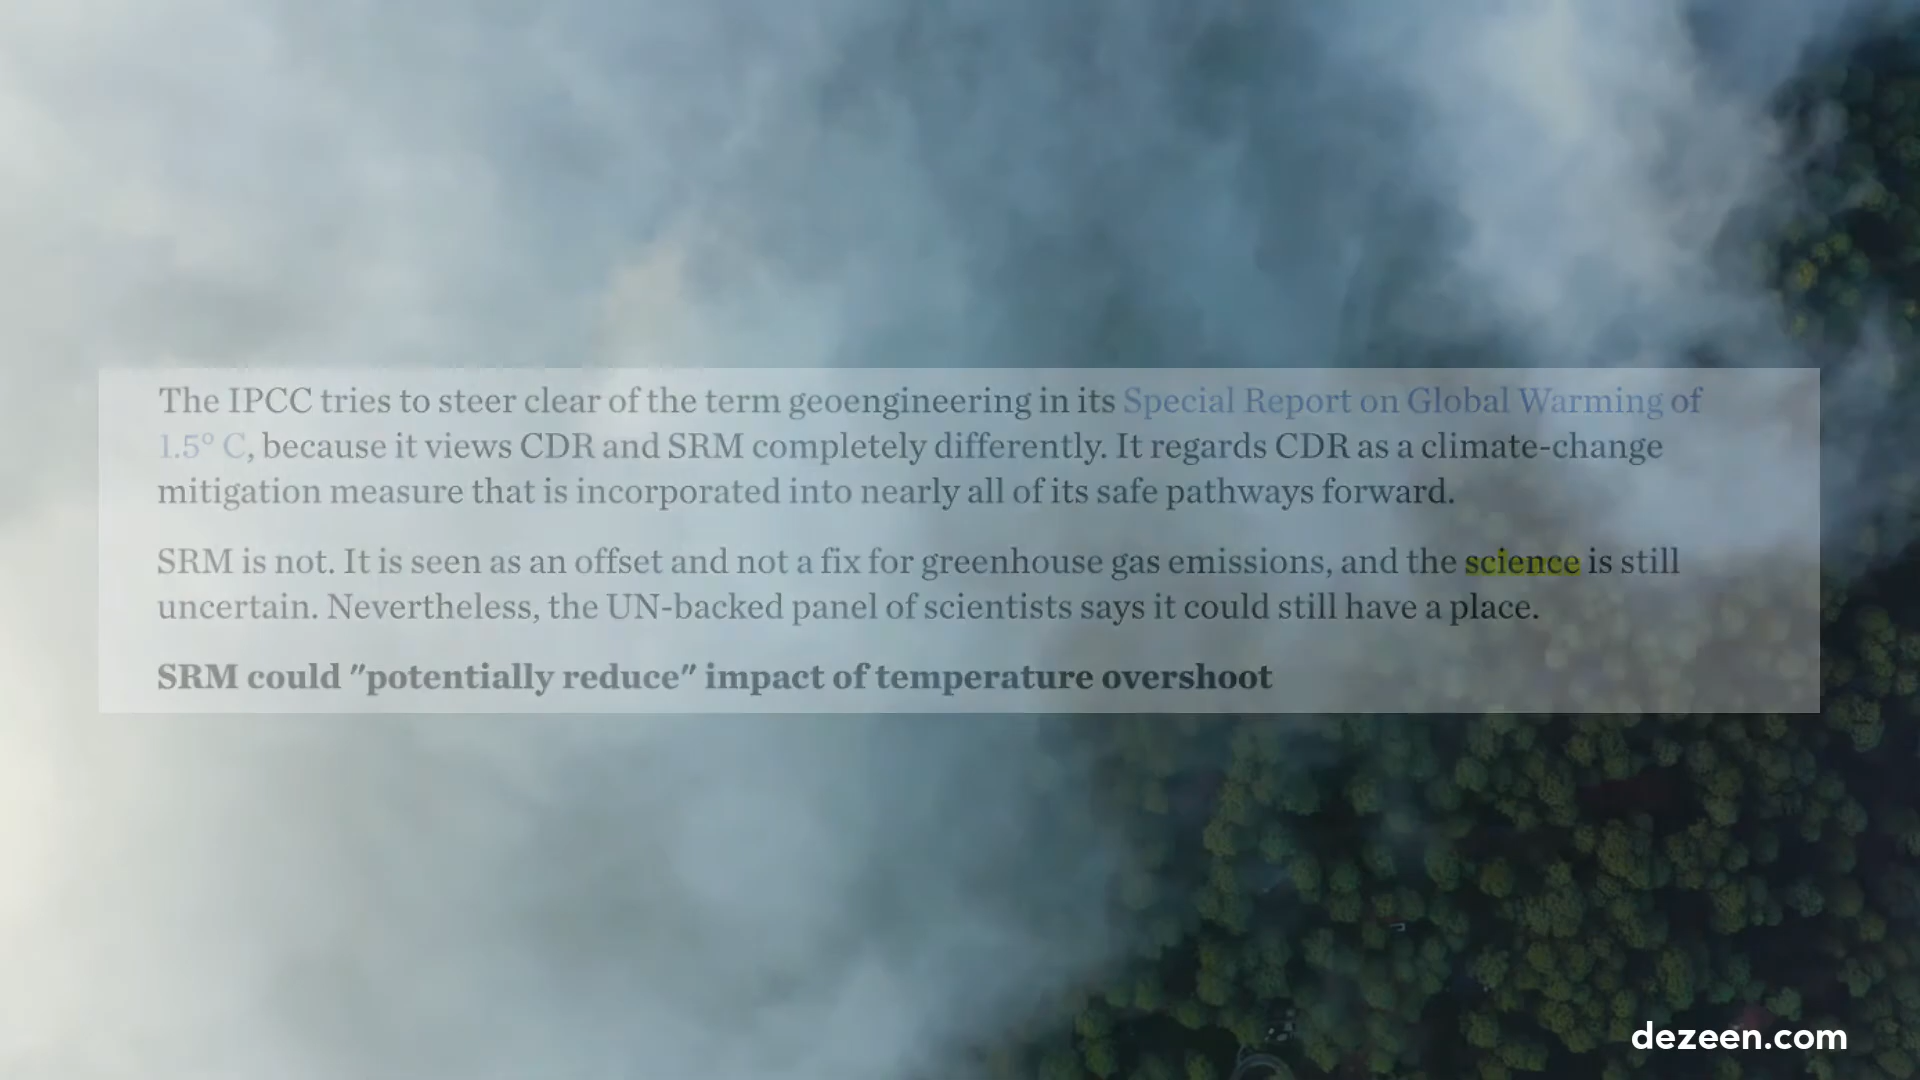 The IPCC tries to steer clear of the term geoengineering in its Special Report on Global Warming of
1.5° C, because it views CDR and SRM completely differently. It regards CDR as a climate-change
mitigation measure that is incorporated into nearly all of its safe pathways forward.
SRM is not. It is seen as an offset and not a fix for greenhouse gas emissions, and the science is still
uncertain. Nevertheless, the UN-backed panel of scientists says it could still have a place.
SRM could "potentially reduce" impact of temperature overshoot
dezeen.com